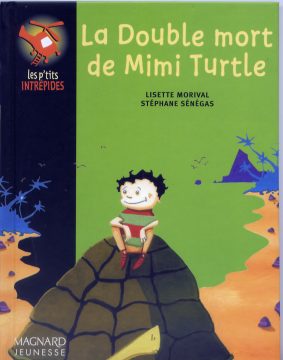 La Double mort
de Mimi Turtle
les p'tits
INTRÉPIDES
LISETTE MORIVAL
STÉPHANE SÉNÉGAS
MAGNARD
JEUNESSE